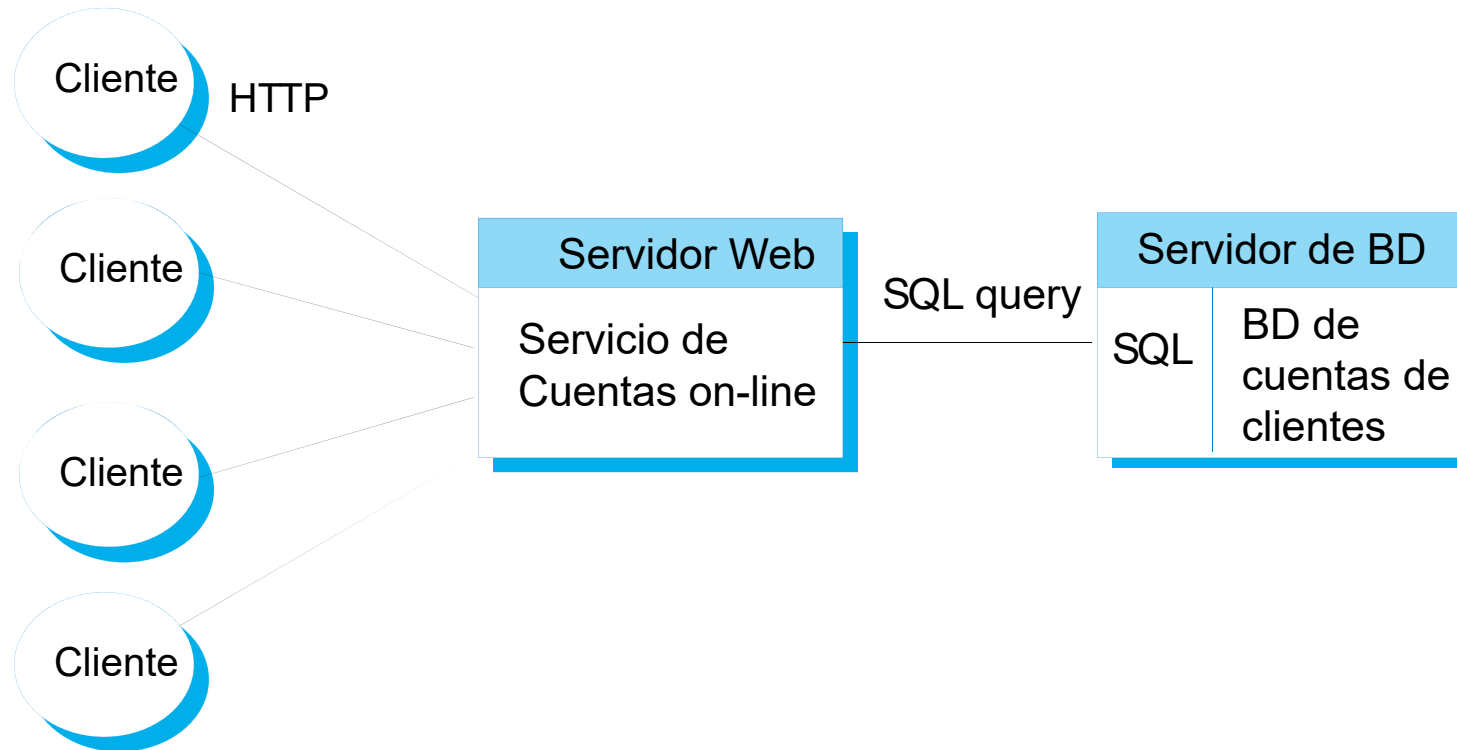 Cliente
HTTP
Cliente
Cliente
Cliente
Servidor Web
Servicio de
Cuentas on-line
SQL query
Servidor de BD
SQL
BD de
cuentas de
clientes